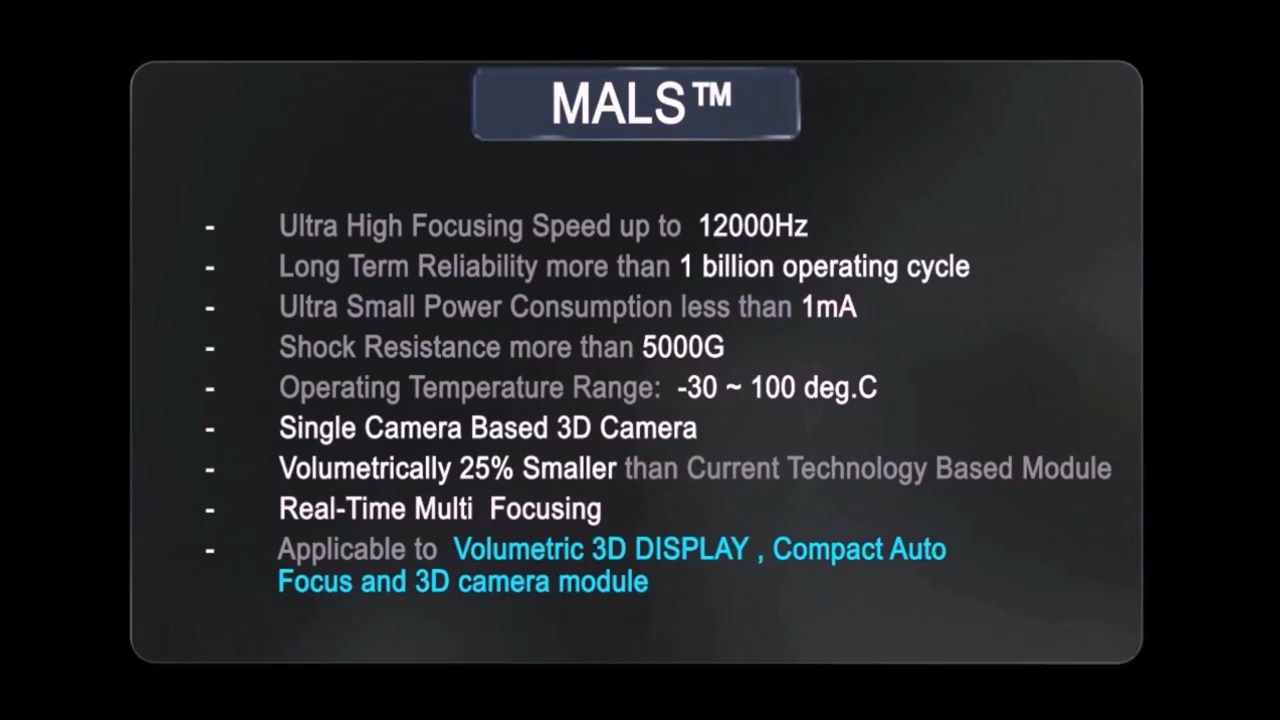 MALS™
- Ultra High Focusing Speed up to 12000Hz
- Long Term Reliability more than 1 billion operating cycle
- Ultra Small Power Consumption less than 1mA
- Shock Resistance more than 5000G
- Operating Temperature Range: -30 ~ 100 deg.C
- Single Camera Based 3D Camera
- Volumetrically 25% Smaller than Current Technology Based Module
- Real-Time Multi Focusing
- Applicable to Volumetric 3D DISPLAY , Compact Auto
Focus and 3D camera module